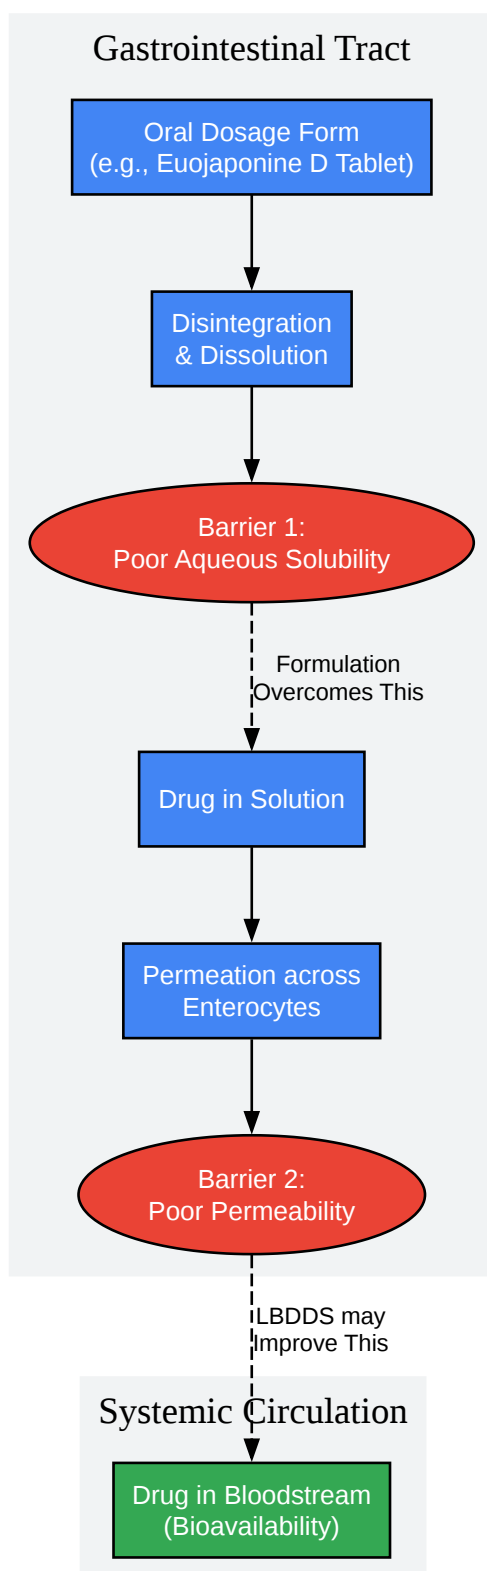 Gastrointestinal Tract
Oral Dosage Form
(e.g., Euojaponine D Tablet)
Disintegration
& Dissolution
Barrier 1:
Poor Aqueous Solubility
Formulation
Overcomes This
Drug in Solution
Permeation across
Enterocytes
Barrier 2:
Poor Permeability
LBDDS may
Improve This
Systemic Circulation
Drug in Bloodstream
(Bioavailability)